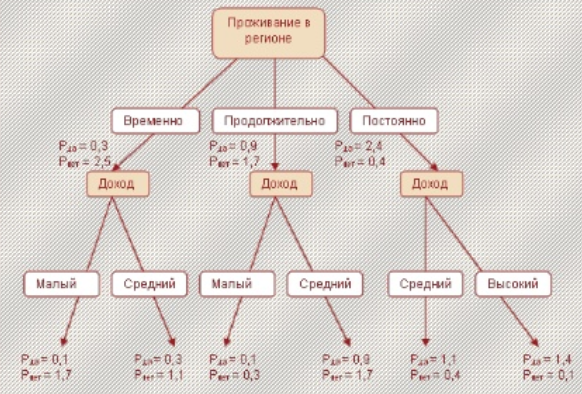 Проживание в
регионе
Временно
Продолжительно
Постоянно
Pда = 0,3
Pнет = 2,5
Pда = 0,9
Pнет = 1,7
Pда = 2,4
Pнет = 0,4
Доход
Доход
Доход
Малый
Средний
Малый
Средний
Средний
Высокий
Pда = 0,1
Pнет = 1,7
Pда = 0,3
Pнет = 1,1
Pда = 0,1
Pнет = 0,3
Pда = 0,9
Pнет = 1,7
Pда = 1,1
Pнет = 0,4
Pда = 1,4
Pнет = 0,1